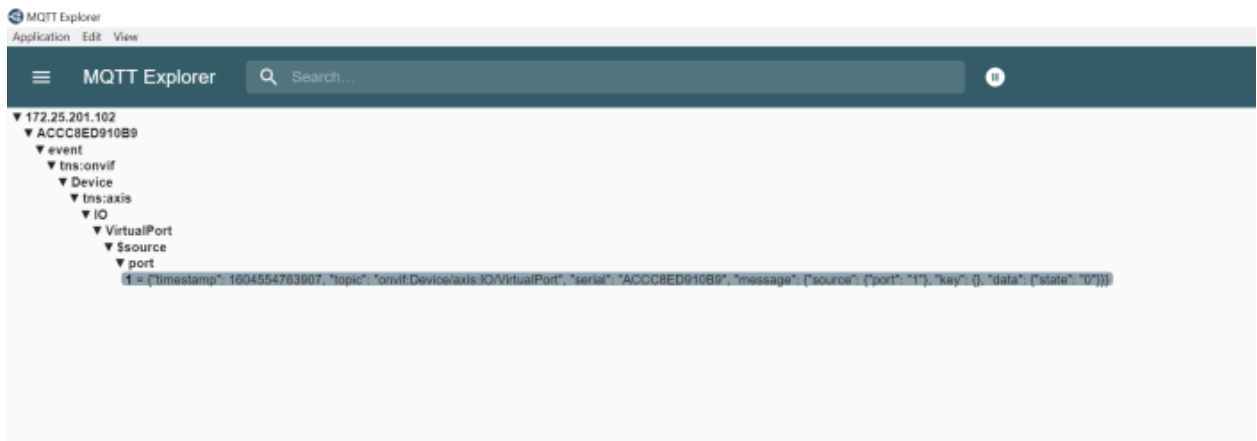 MQTT Explorer
Application Edit View
MQTT Explorer Search...
▼ 172.25.201.102
▼ ACCC8ED910B9
▼ event
▼ tns:onvif
▼ Device
▼ tns:axis
▼ IO
▼ VirtualPort
▼ $source
▼ port
1 = {"timestamp": 1604554763907, "topic": "onvif:Device/axis:IO/VirtualPort", "serial": "ACCC8ED910B9", "message": {"source": {"port": "1"}, "key": {}, "data": {"state": "0"}}}